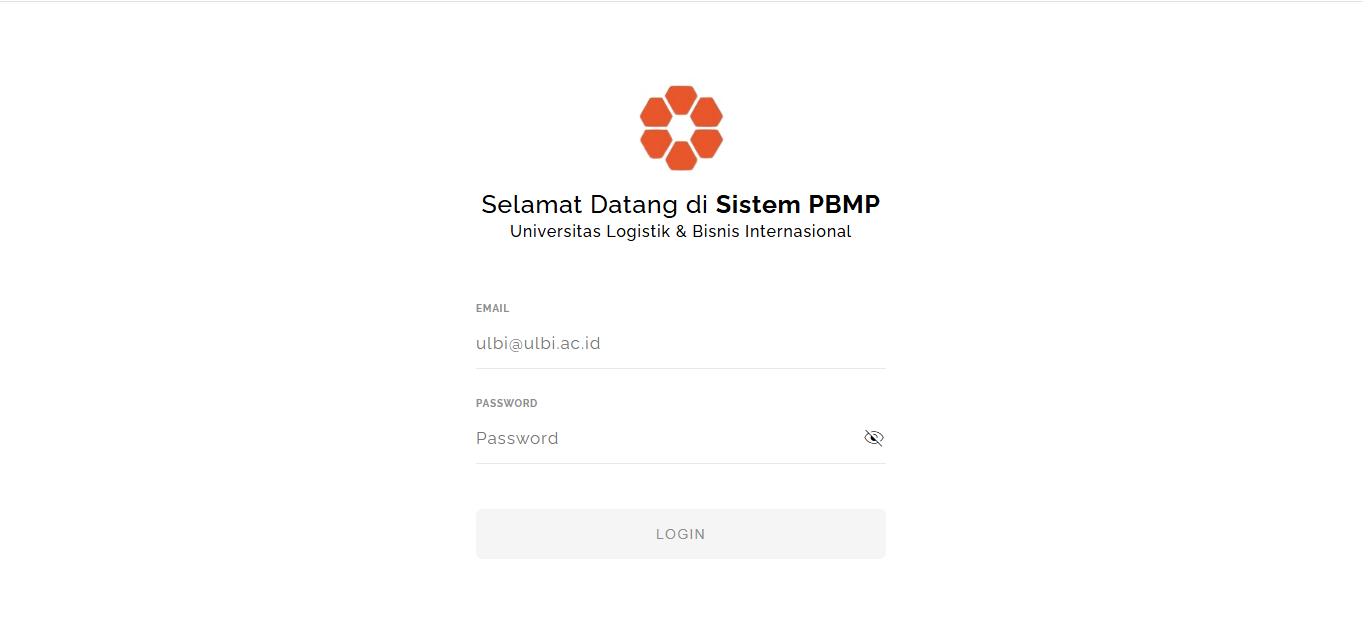 Selamat Datang di Sistem PBMP
Universitas Logistik & Bisnis Internasional
EMAIL
ulbi@ulbi.ac.id
PASSWORD
Password
LOGIN